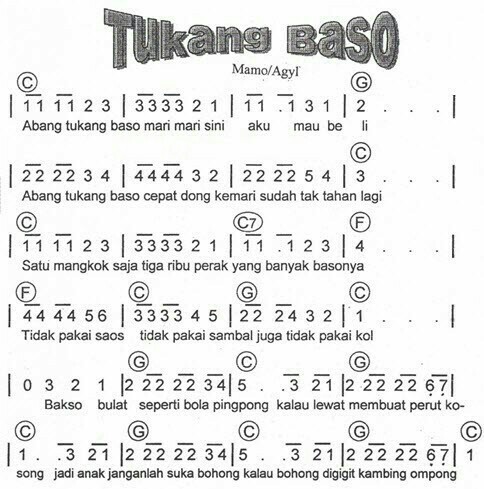 Tukang Baso
Mamo/Agyl
C G
| 11 11 2 3 | 3333 2 1 | 11 .1 3 1 | 2 . . . |
Abang tukang baso mari mari sini aku mau be li
C
| 22 22 3 4 | 4444 3 2 | 22 22 5 4 | 3 . . . |
Abang tukang baso cepat dong kemari sudah tak tahan lagi
C C7 F
| 11 11 2 3 | 3333 2 1 | 11 .1 2 3 | 4 . . . |
Satu mangkok saja tiga ribu perak yang banyak basonya
F C G C
| 44 44 5 6 | 3333 4 5 | 22 24 3 2 | 1 . . . |
Tidak pakai saos tidak pakai sambal juga tidak pakai kol
G C G
| 0 3 2 1 |2 22 22 34| 5 . .3 21 |2 22 22 67|
Bakso bulat seperti bola pingpong kalau lewat membuat perut ko-
C G C G C
| 1 . .3 21 |2 22 22 34| 5 . .3 21 |2 22 22 67| 1
song jadi anak janganlah suka bohong kalau bohong digigit kambing ompong